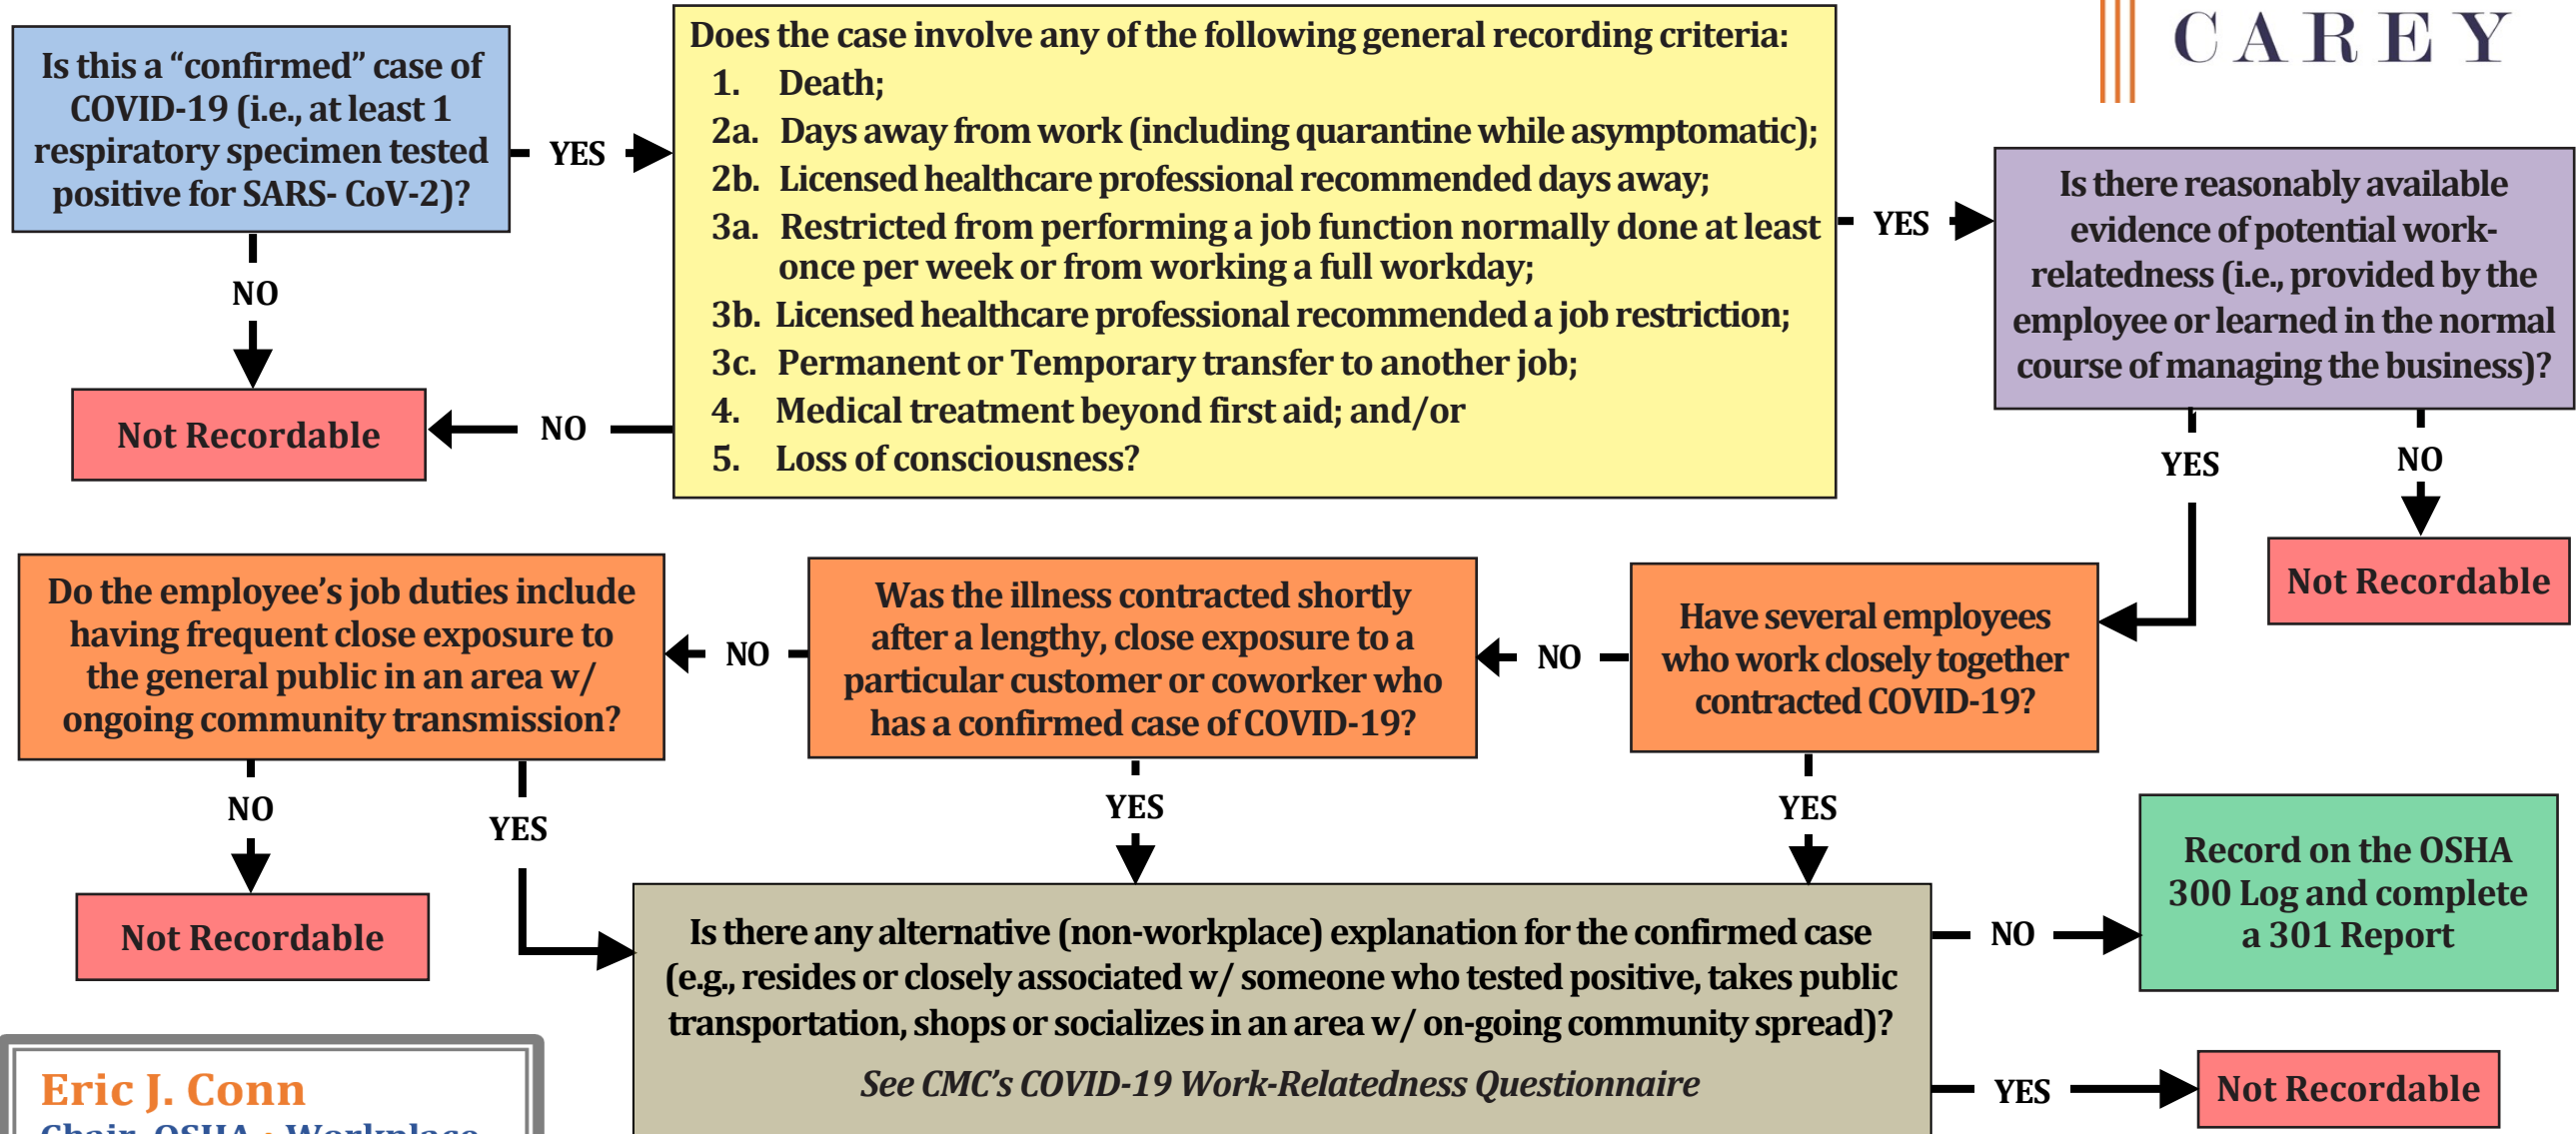 CAREY
Is this a “confirmed” case of
COVID-19 (i.e., at least 1
respiratory specimen tested
positive for SARS- CoV-2)?
YES
NO
Not Recordable
Does the case involve any of the following general recording criteria:
1. Death;
2a. Days away from work (including quarantine while asymptomatic);
2b. Licensed healthcare professional recommended days away;
3a. Restricted from performing a job function normally done at least
once per week or from working a full workday;
3b. Licensed healthcare professional recommended a job restriction;
3c. Permanent or Temporary transfer to another job;
4. Medical treatment beyond first aid; and/or
5. Loss of consciousness?
NO
YES
Is there reasonably available
evidence of potential work-
relatedness (i.e., provided by the
employee or learned in the normal
course of managing the business)?
YES
NO
Not Recordable
Have several employees
who work closely together
contracted COVID-19?
NO
YES
Was the illness contracted shortly
after a lengthy, close exposure to a
particular customer or coworker who
has a confirmed case of COVID-19?
NO
YES
Do the employee’s job duties include
having frequent close exposure to
the general public in an area w/
ongoing community transmission?
NO
YES
Not Recordable
Is there any alternative (non-workplace) explanation for the confirmed case
(e.g., resides or closely associated w/ someone who tested positive, takes public
transportation, shops or socializes in an area w/ on-going community spread)?
See CMC’s COVID-19 Work-Relatedness Questionnaire
NO
Record on the OSHA
300 Log and complete
a 301 Report
YES
Not Recordable
Eric J. Conn
Chair, OSHA • Workplace